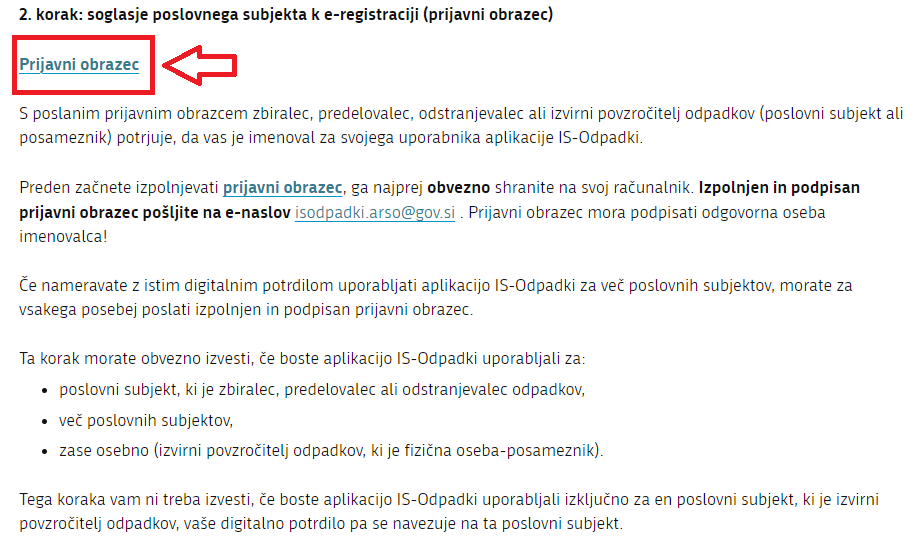 2. korak: soglasje poslovnega subjekta k e-registraciji (prijavni obrazec)
Prijavni obrazec
S poslanim prijavnim obrazcem zbiralec, predelovalec, odstranjevalec ali izvirni povzročitelj odpadkov (poslovni subjekt ali
posameznik) potrjuje, da vas je imenoval za svojega uporabnika aplikacije IS-Odpadki.
Preden začnete izpolnjevati prijavni obrazec, ga najprej obvezno shranite na svoj računalnik. Izpolnjen in podpisan
prijavni obrazec pošljite na e-naslov isodpadki.arso@gov.si . Prijavni obrazec mora podpisati odgovorna oseba
imenovalca!
Če nameravate z istim digitalnim potrdilom uporabljati aplikacijo IS-Odpadki za več poslovnih subjektov, morate za
vsakega posebej poslati izpolnjen in podpisan prijavni obrazec.
Ta korak morate obvezno izvesti, če boste aplikacijo IS-Odpadki uporabljali za:
• poslovni subjekt, ki je zbiralec, predelovalec ali odstranjevalec odpadkov,
• več poslovnih subjektov,
• zase osebno (izvirni povzročitelj odpadkov, ki je fizična oseba-posameznik).
Tega koraka vam ni treba izvesti, če boste aplikacijo IS-Odpadki uporabljali izključno za en poslovni subjekt, ki je izvirni
povzročitelj odpadkov, vaše digitalno potrdilo pa se navezuje na ta poslovni subjekt.